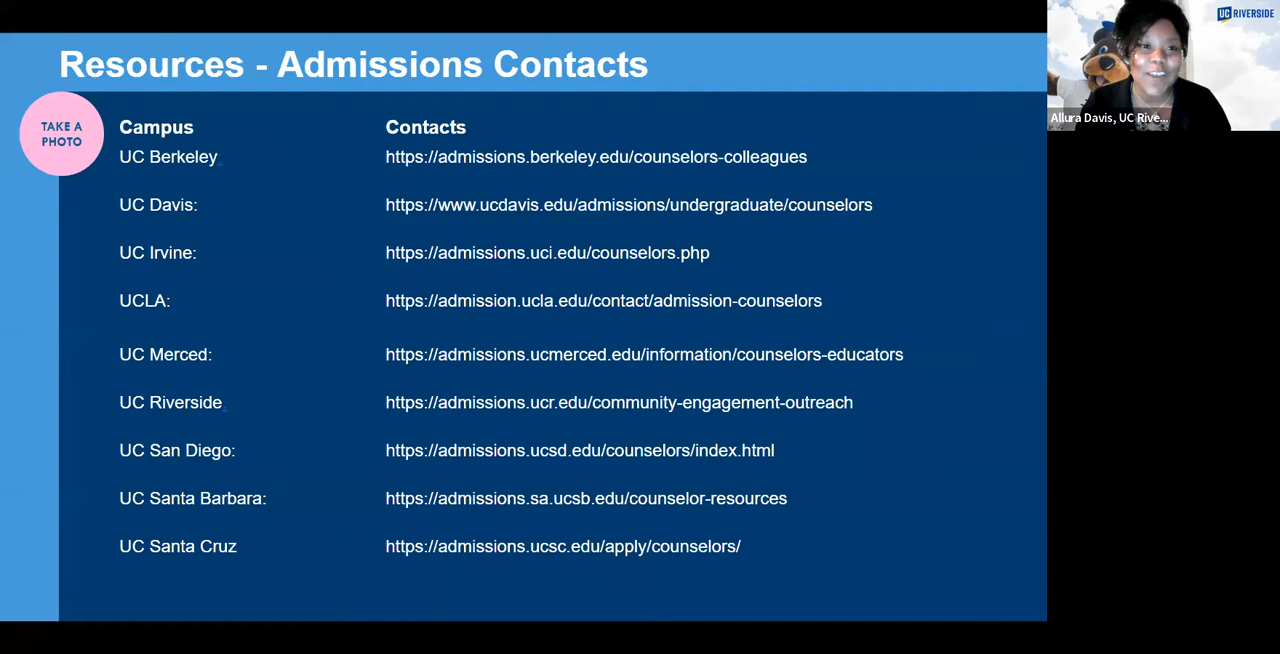 Resources - Admissions Contacts
TAKE A
PHOTO
Campus Contacts
UC Berkeley https://admissions.berkeley.edu/counselors-colleagues
UC Davis: https://www.ucdavis.edu/admissions/undergraduate/counselors
UC Irvine: https://admissions.uci.edu/counselors.php
UCLA: https://admission.ucla.edu/contact/admission-counselors
UC Merced: https://admissions.ucmerced.edu/information/counselors-educators
UC Riverside https://admissions.ucr.edu/community-engagement-outreach
UC San Diego: https://admissions.ucsd.edu/counselors/index.html
UC Santa Barbara: https://admissions.sa.ucsb.edu/counselor-resources
UC Santa Cruz https://admissions.ucsc.edu/apply/counselors/
UC RIVERSIDE
Allura Davis, UC Rive...